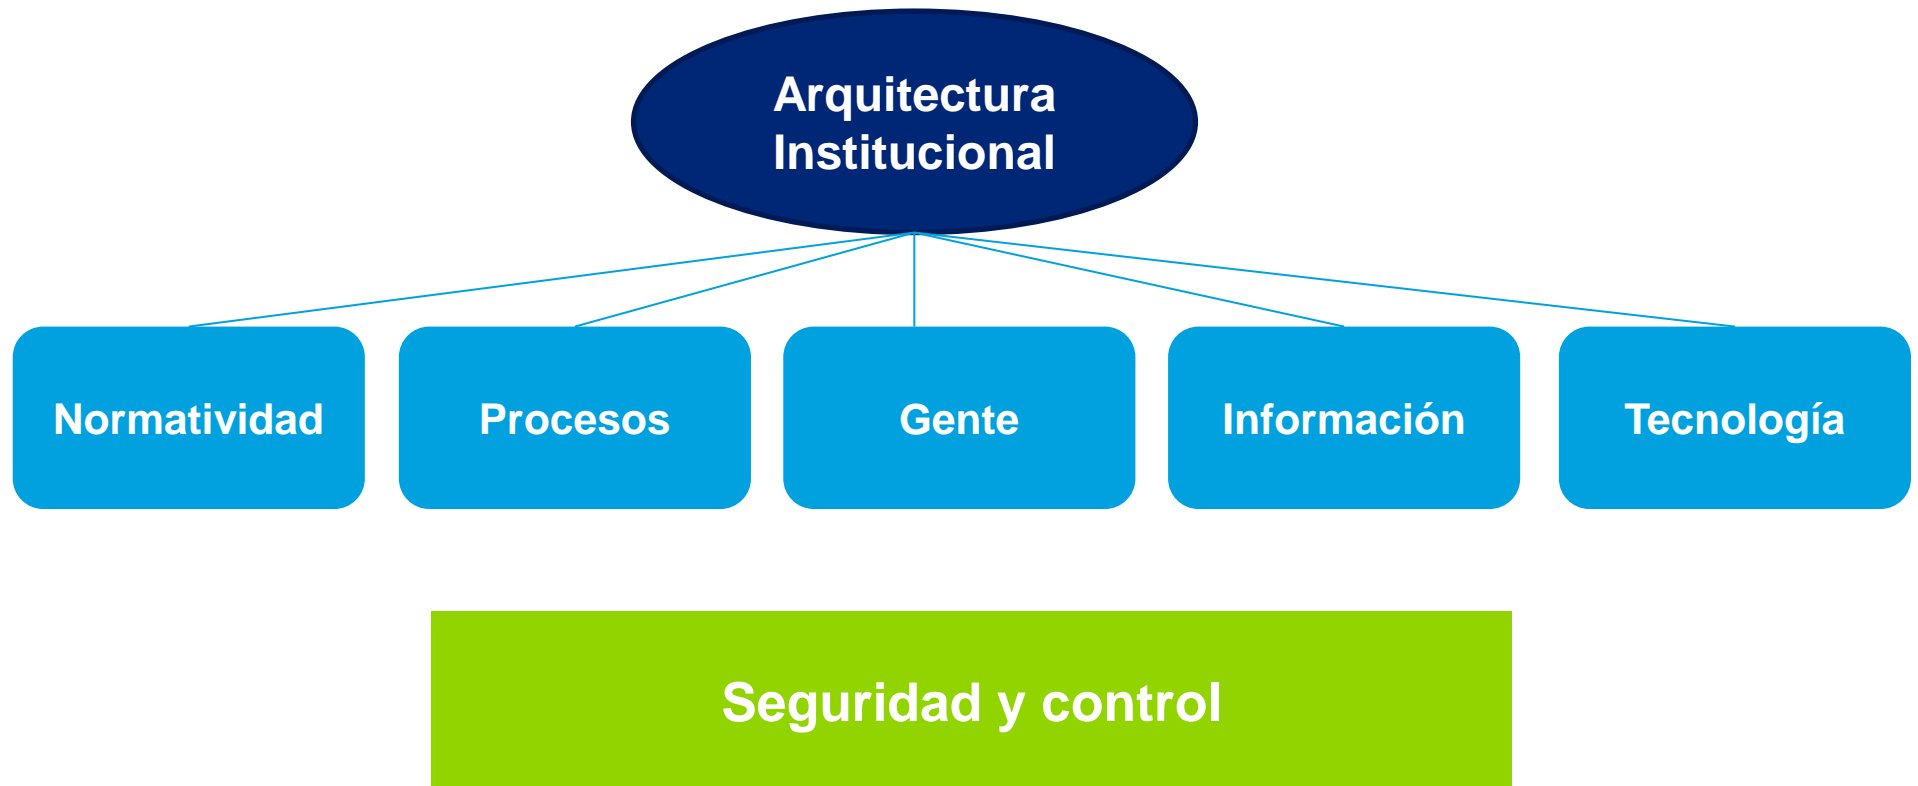 Arquitectura
Institucional
Normatividad
Procesos
Gente
Información
Tecnología
Seguridad y control